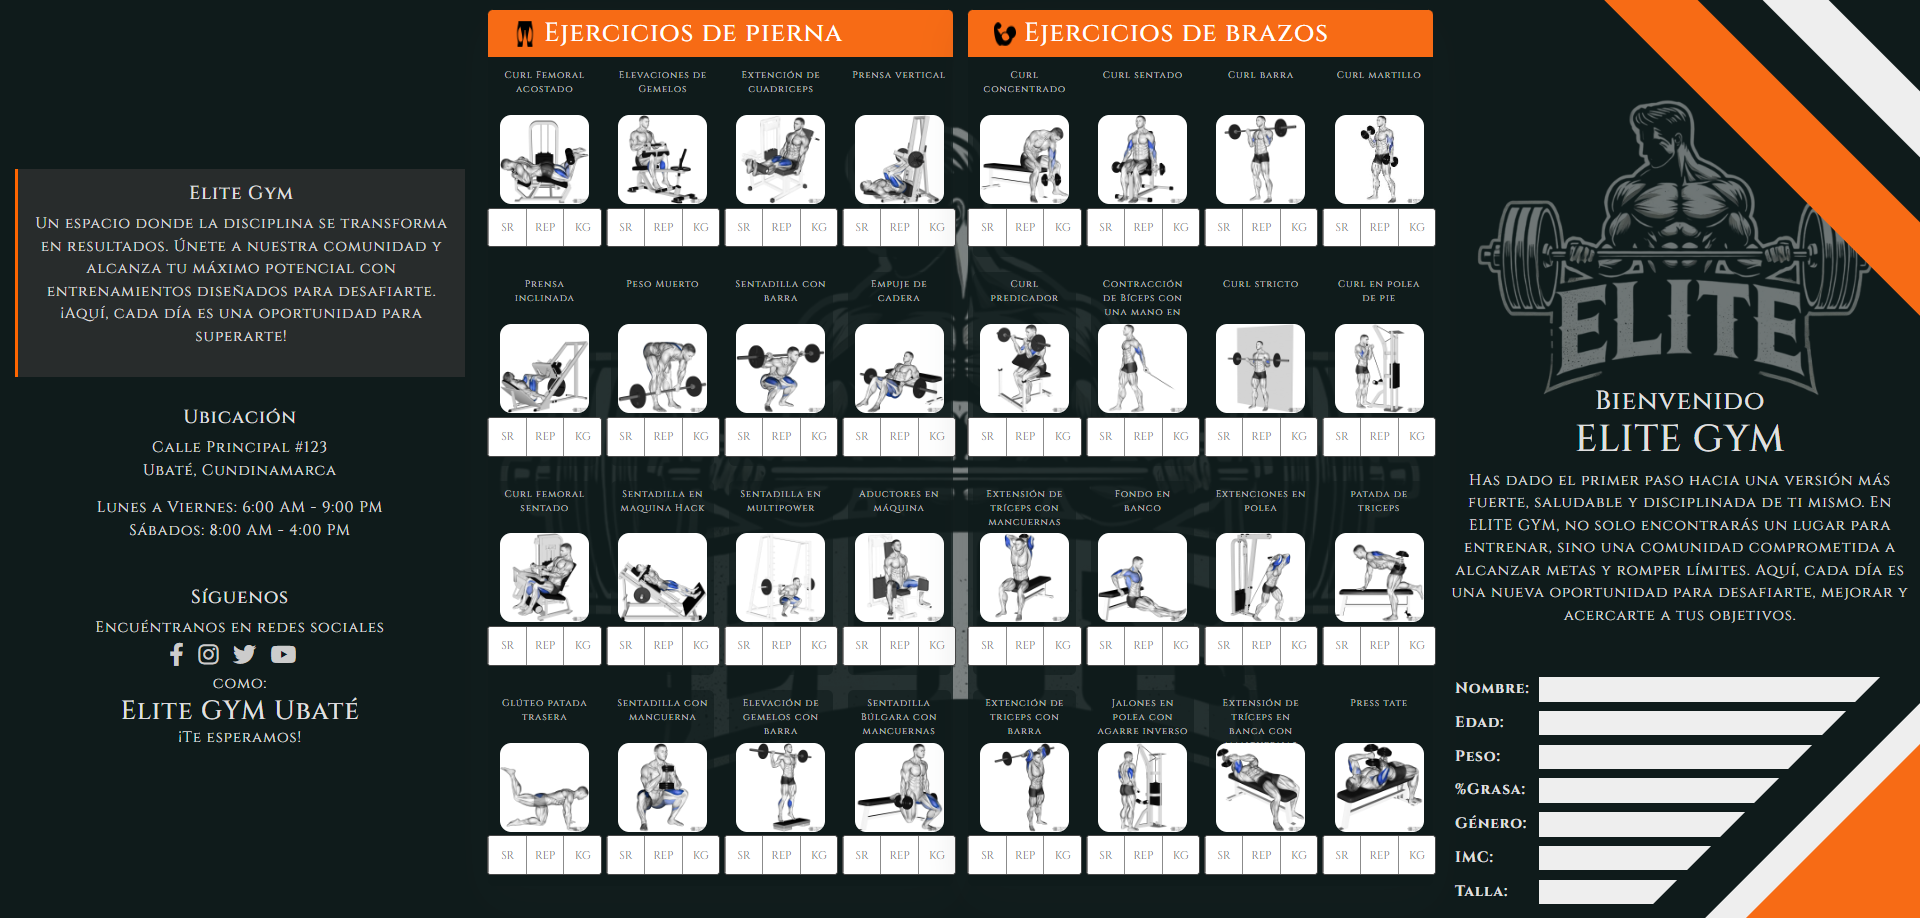 Elite Gym
Un espacio donde la disciplina se transforma
en resultados. Únete a nuestra comunidad y
alcanza tu máximo potencial con
entrenamientos diseñados para desafiarte.
¡Aquí, cada día es una oportunidad para
superarte!
Ubicación
Calle Principal #123
Ubaté, Cundinamarca
Lunes a Viernes: 6:00 AM - 9:00 PM
Sábados: 8:00 AM - 4:00 PM
Síguenos
Encuéntranos en redes sociales
como:
Elite GYM Ubaté
¡Te esperamos!
Ejercicios de pierna
Curl Femoral
acostado
Elevaciones de
Gemelos
Extención de
cuadriceps
Prensa vertical
SR REP KG SR REP KG SR REP KG SR REP KG
Prensa
inclinada
Peso Muerto
Sentadilla con
barra
Empuje de
cadera
SR REP KG SR REP KG SR REP KG SR REP KG
Curl femoral
sentado
Sentadilla en
maquina Hack
Sentadilla en
multipower
Aductores en
máquina
SR REP KG SR REP KG SR REP KG SR REP KG
Glúteo patada
trasera
Sentadilla con
mancuerna
Elevación de
gemelos con
barra
Sentadilla
búlgara con
mancuernas
SR REP KG SR REP KG SR REP KG SR REP KG
Ejercicios de brazos
Curl
concentrado
Curl sentado
Curl barra
Curl martillo
SR REP KG SR REP KG SR REP KG SR REP KG
Curl
predicador
Contracción
de Bíceps con
una mano en
Curl stricto
Curl en polea
de pie
SR REP KG SR REP KG SR REP KG SR REP KG
Extensión de
tríceps con
mancuernas
Fondo en
banco
Extenciones en
polea
patada de
triceps
SR REP KG SR REP KG SR REP KG SR REP KG
Extención de
triceps con
barra
Jalones en
polea con
agarre inverso
Extensión de
tríceps en
banca con
Press tate
SR REP KG SR REP KG SR REP KG SR REP KG
ELITE
Bienvenido
ELITE GYM
Has dado el primer paso hacia una versión más
fuerte, saludable y disciplinada de ti mismo. En
ELITE GYM, no solo encontrarás un lugar para
entrenar, sino una comunidad comprometida a
alcanzar metas y romper límites. Aquí, cada día es
una nueva oportunidad para desafiarte, mejorar y
acercarte a tus objetivos.
Nombre:
Edad:
Peso:
%Grasa:
Género:
IMC:
Talla: